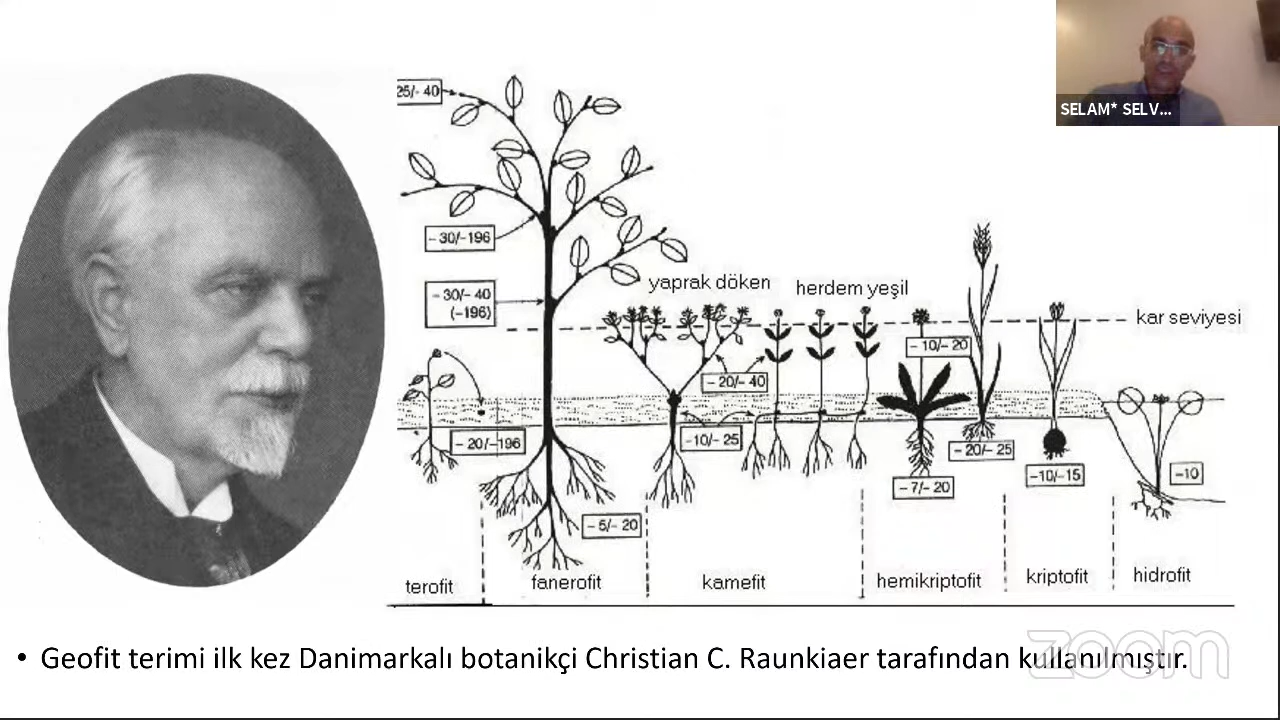 SELAM* SELV...
25/- 40
- 30/-196
- 30/- 40
(-196)
yaprak döken
herdem yeşil
kar seviyesi
- 10/- 20
- 20/- 40
- 20/-196
-10/- 25
- 20/- 25
-10/-15
-10
- 7/- 20
- 5/- 20
terofit
fanerofit
kamefit
hemikriptofit
kriptofit
hidrofit
• Geofit terimi ilk kez Danimarkalı botanikçi Christian C. Raunkiaer tarafından kullanılmıştır.
zoom